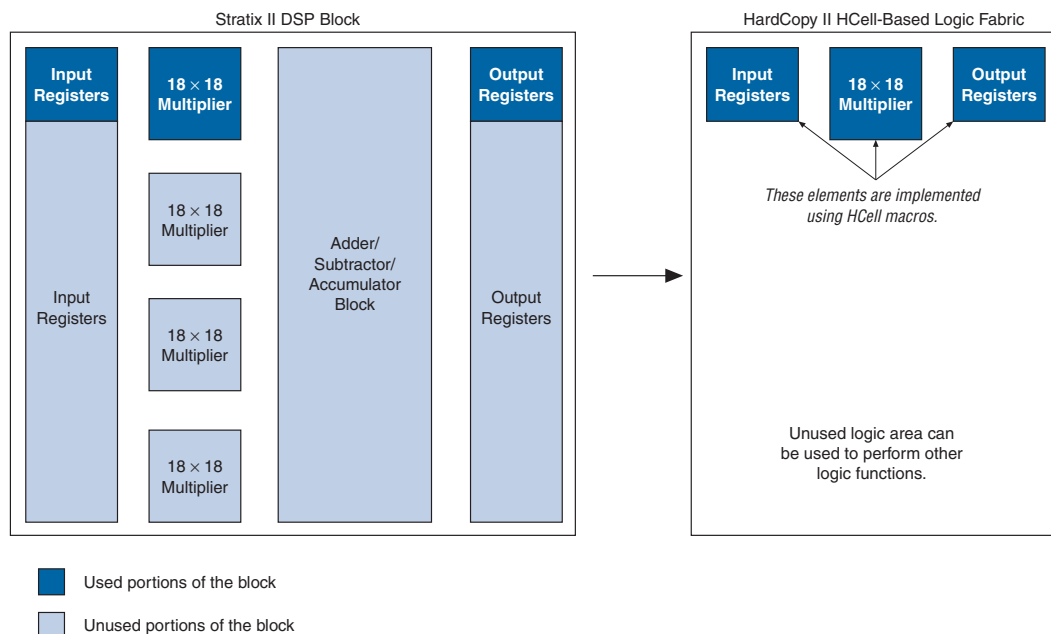 Stratix II DSP Block
HardCopy II HCell-Based Logic Fabric
Input
Registers
18 × 18
Multiplier
Output
Registers
Input
Registers
18 × 18
Multiplier
18 × 18
Multiplier
18 × 18
Multiplier
Adder/
Subtractor/
Accumulator
Block
Output
Registers
Input
Registers
18 × 18
Multiplier
Output
Registers
These elements are implemented
using HCell macros.
Unused logic area can
be used to perform other
logic functions.
Used portions of the block
Unused portions of the block